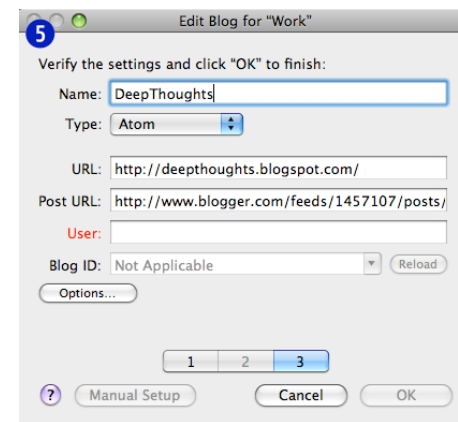 5
Edit Blog for “Work”
Verify the settings and click “OK” to finish:
Name: DeepThoughts
Type: Atom
URL: http://deepthoughts.blogspot.com/
Post URL: http://www.blogger.com/feeds/1457107/posts/
User:
Blog ID: Not Applicable Reload
Options...
1 2 3
? Manual Setup Cancel OK